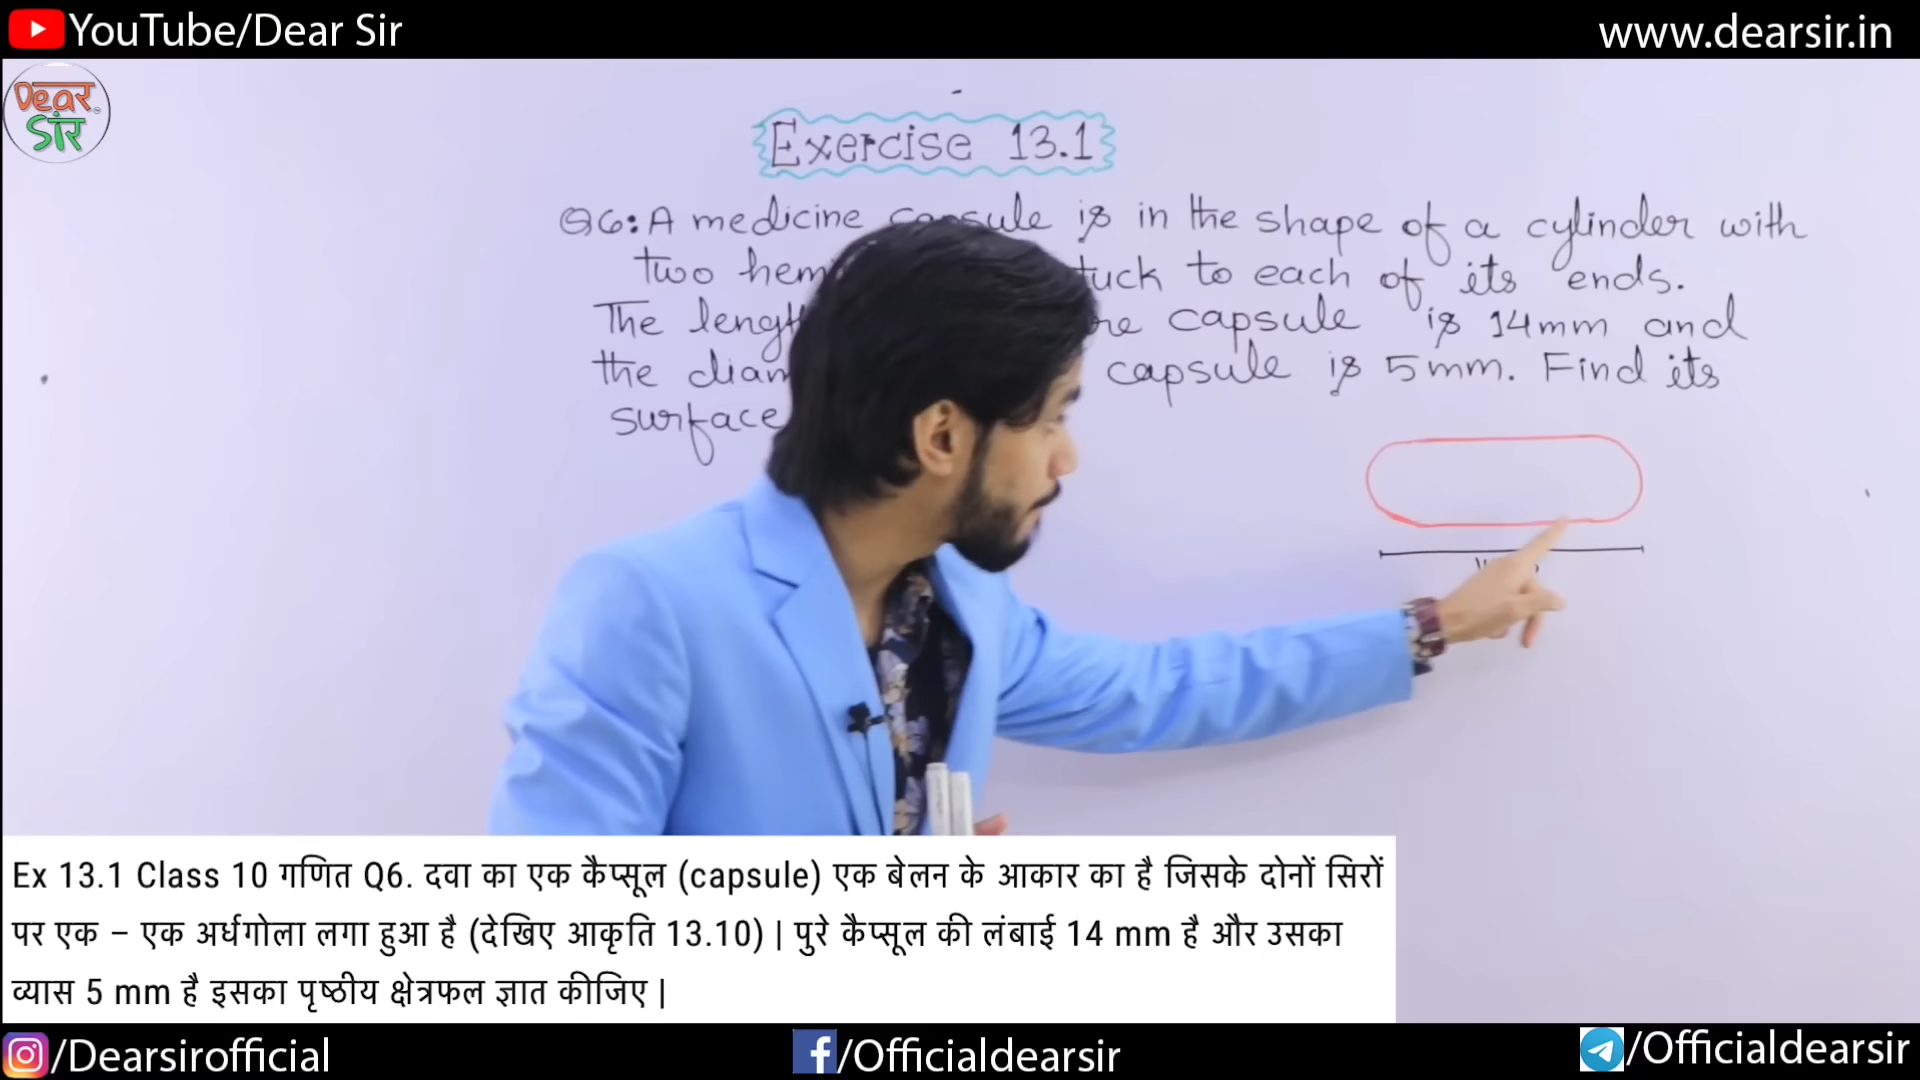 YouTube/Dear Sir
www.dearsir.in
Dear
सर
Exercise 13.1
Q6: A medicine capsule is in the shape of a cylinder with
two hem tuck to each of its ends.
The length re capsule is 14mm and
the diam capsule is 5mm. Find its
surface
Ex 13.1 Class 10 गणित Q6. दवा का एक कैप्सूल (capsule) एक बेलन के आकार का है जिसके दोनों सिरों
पर एक – एक अर्धगोला लगा हुआ है (देखिए आकृति 13.10) | पुरे कैप्सूल की लंबाई 14 mm है और उसका
व्यास 5 mm है इसका पृष्ठीय क्षेत्रफल ज्ञात कीजिए |
/Dearsirofficial
/Officialdearsir
/Officialdearsir